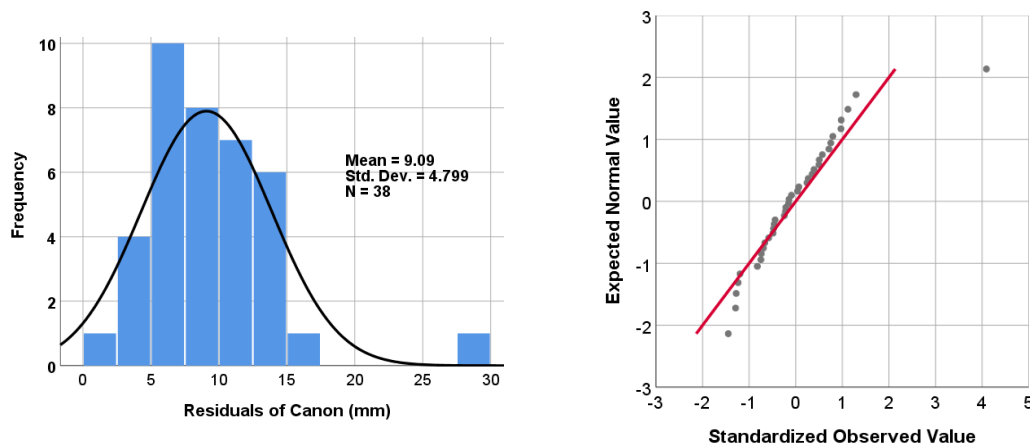 10
8
6
4
2
0
Frequency
Mean = 9.09
Std. Dev. = 4.799
N = 38
0 5 10 15 20 25 30
Residuals of Canon (mm)
3
2
1
0
-1
-2
-3
Expected Normal Value
-3 -2 -1 0 1 2 3 4 5
Standardized Observed Value